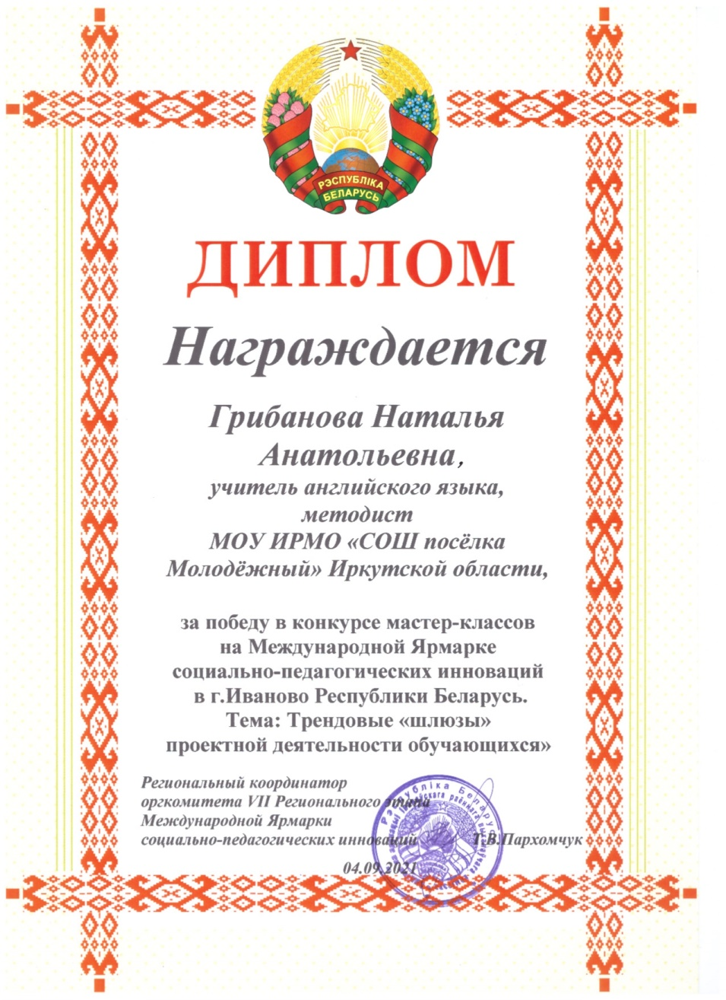 РЭСПУБЛІКА
БЕЛАРУСЬ
ДИПЛОМ
Награждается
Грибанова Наталья
Анатольевна,
учитель английского языка,
методист
МОУ ИРМО «СОШ посёлка
Молодёжный» Иркутской области,
за победу в конкурсе мастер-классов
на Международной Ярмарке
социально-педагогических инноваций
в г.Иваново Республики Беларусь.
Тема: Трендовые «шлюзы»
проектной деятельности обучающихся»
Региональный координатор
оргкомитета VII Регионального этапа
Международной Ярмарки
социально-педагогических инноваций Т.В.Пархомчук
04.09.2021
Рэспубліка Беларусь
раённага